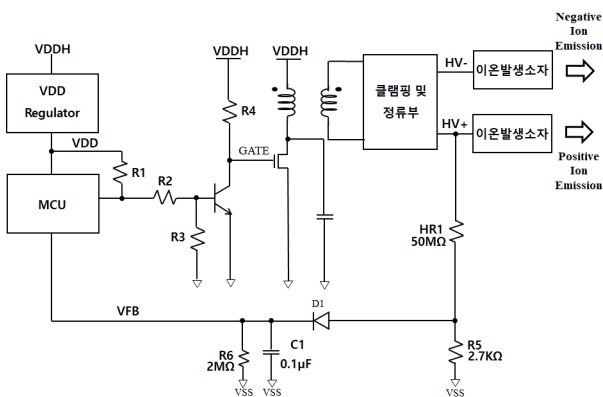 Negative
Ion
Emission
VDDH
VDDH
VDDH
VDD
Regulator
VDD
R1
MCU
R2
R3
R4
GATE
클램핑 및
정류부
HV-
이온발생소자
HV+
이온발생소자
Positive
Ion
Emission
HR1
50MΩ
VFB
D1
R6
2MΩ
C1
0.1μF
R5
2.7KΩ
VSS
VSS
VSS